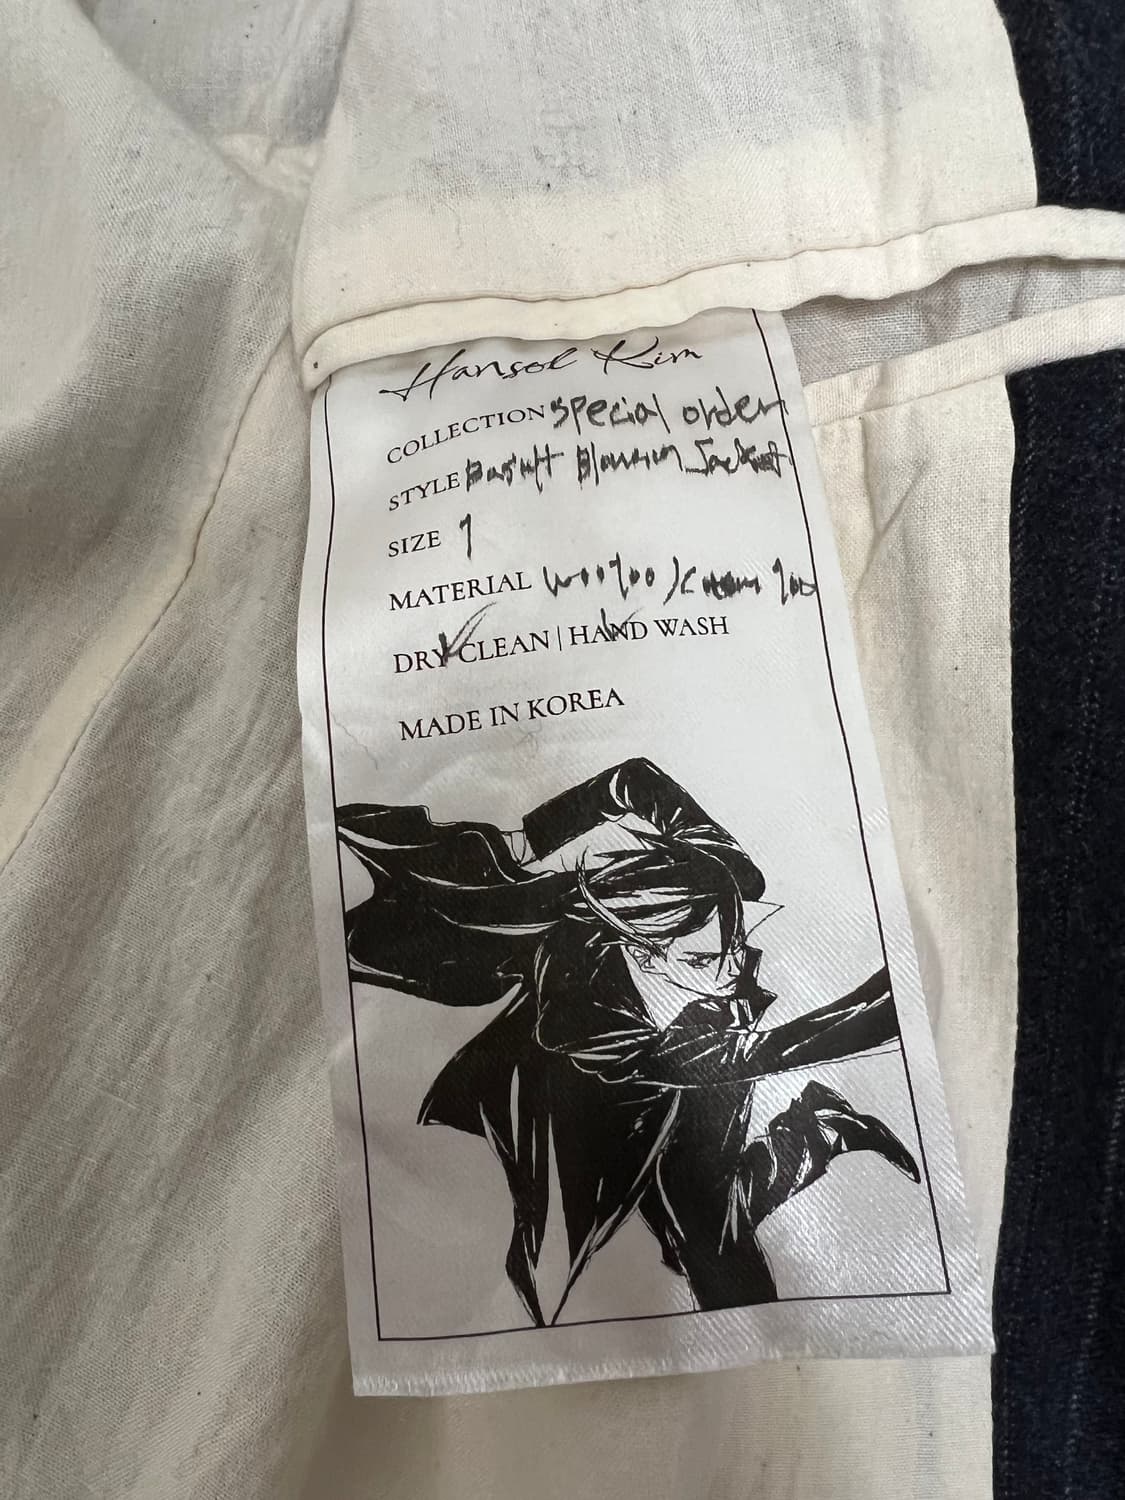 Hansol Kim
COLLECTION special order
STYLE Jacket
SIZE 1
MATERIAL
DRY CLEAN | HAND WASH
MADE IN KOREA